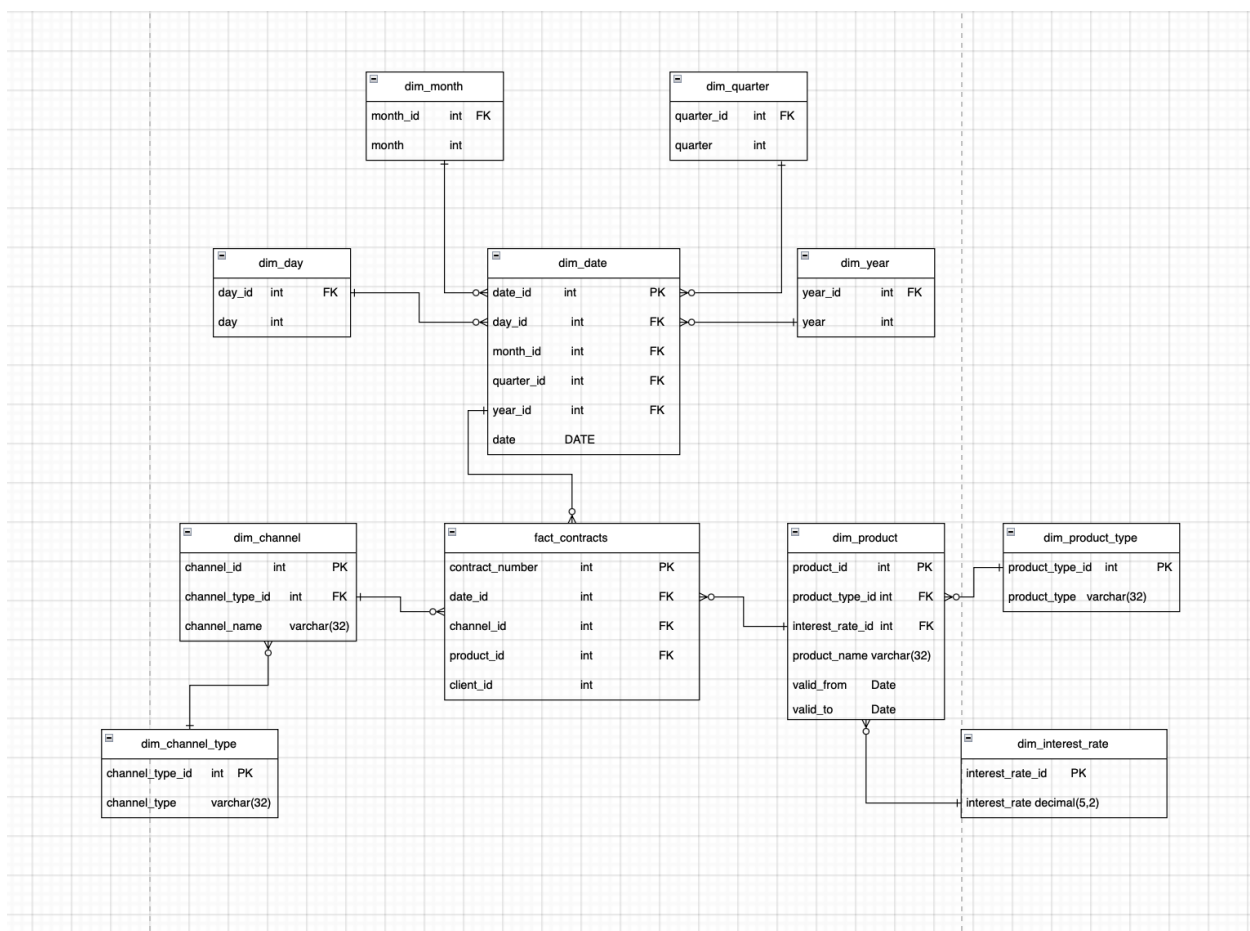 dim_month
month_id int FK
month int
dim_quarter
quarter_id int FK
quarter int
dim_day
day_id int FK
day int
dim_date
date_id int PK
day_id int FK
month_id int FK
quarter_id int FK
year_id int FK
date DATE
dim_year
year_id int FK
year int
dim_channel
channel_id int PK
channel_type_id int FK
channel_name varchar(32)
fact_contracts
contract_number int PK
date_id int FK
channel_id int FK
product_id int FK
client_id int
dim_product
product_id int PK
product_type_id int FK
interest_rate_id int FK
product_name varchar(32)
valid_from Date
valid_to Date
dim_product_type
product_type_id int PK
product_type varchar(32)
dim_channel_type
channel_type_id int PK
channel_type varchar(32)
dim_interest_rate
interest_rate_id PK
interest_rate decimal(5,2)